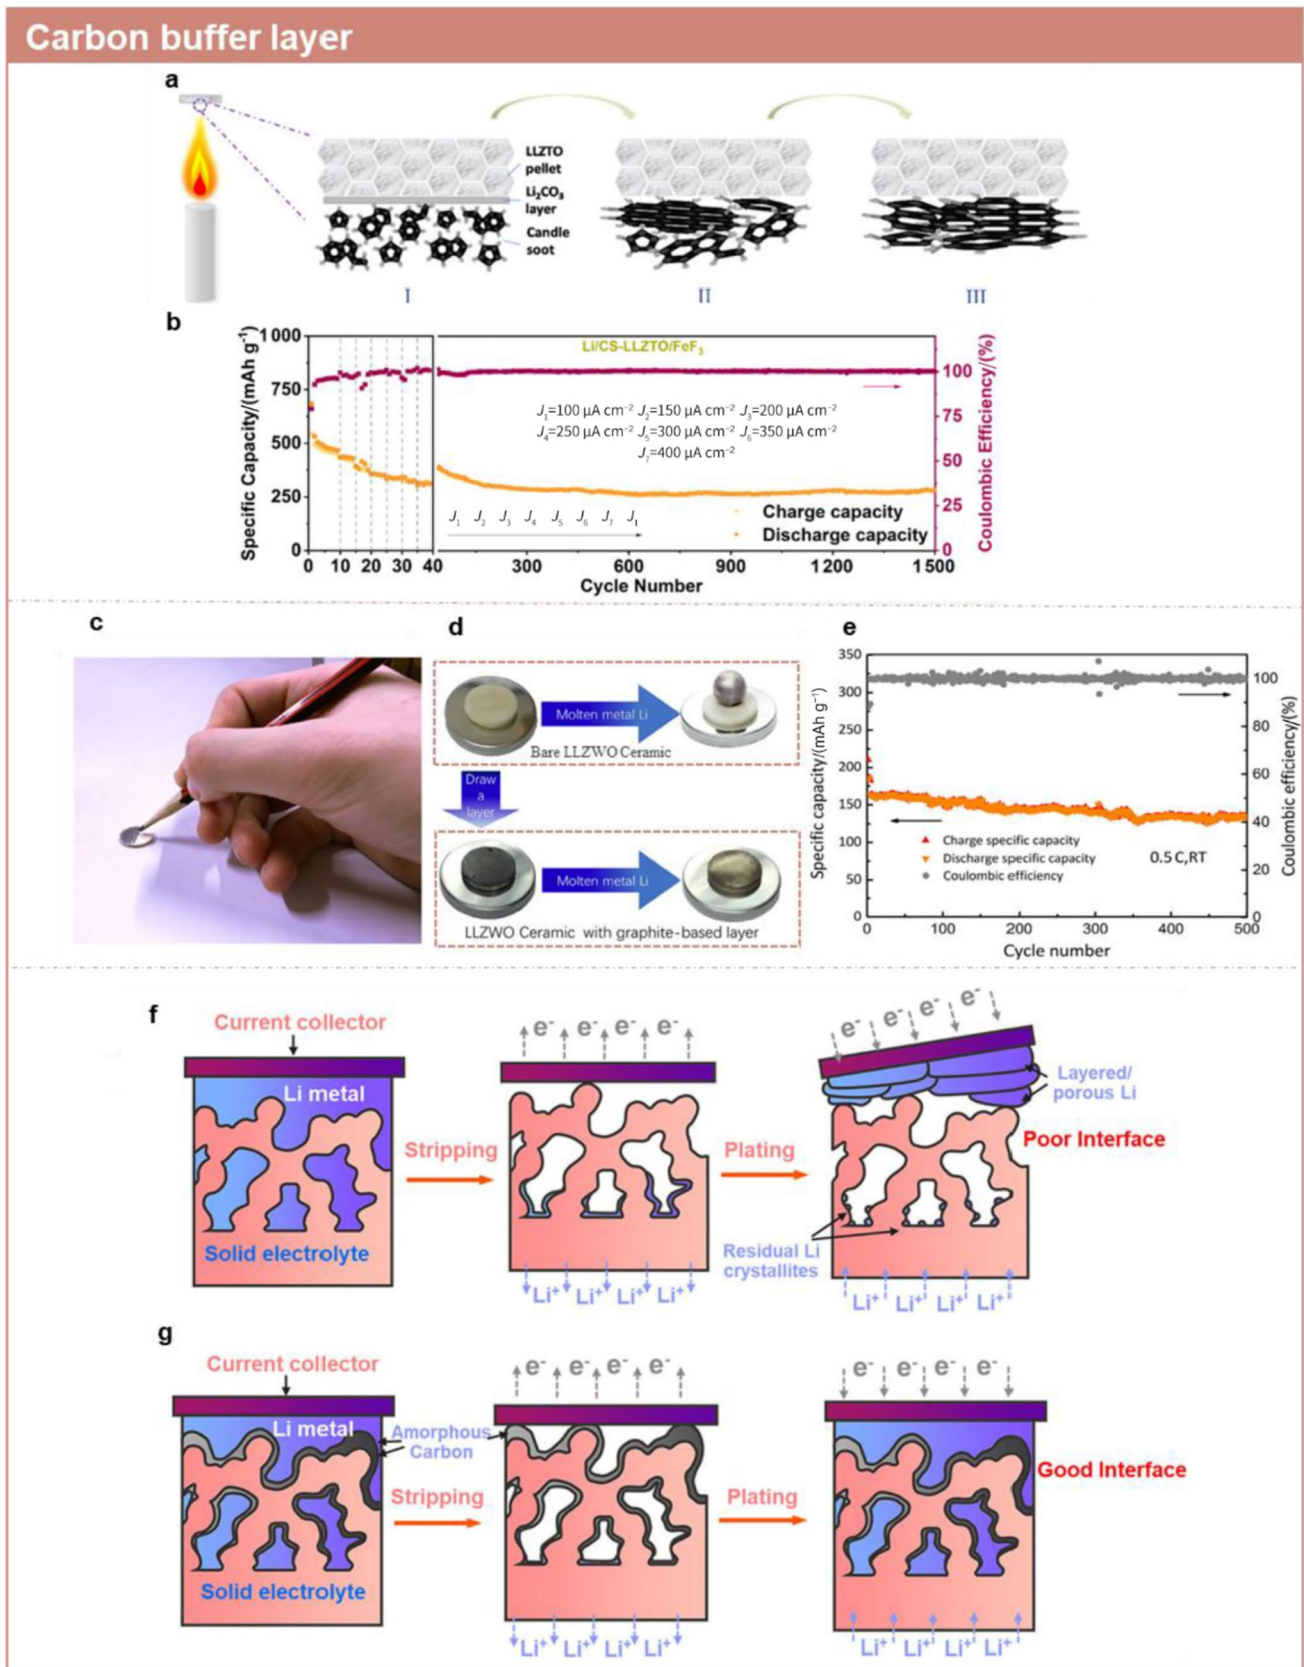 Carbon buffer layer
a
LLZTO
pellet
Li₂CO₃
layer
Candle
soot
I
II
III
b
Specific Capacity/(mAh g⁻¹)
1000
750
500
250
0
Li/CS-LLZTO/FeF₃
J₁=100 μA cm⁻² J₂=150 μA cm⁻² J₃=200 μA cm⁻²
J₄=250 μA cm⁻² J₅=300 μA cm⁻² J₆=350 μA cm⁻²
J₇=400 μA cm⁻²
J₁ J₂ J₃ J₄ J₅ J₆ J₇ J₁
Charge capacity
Discharge capacity
100
75
50
25
0
Coulombic Efficiency/(%)
0 10 20 30 40 300 600 900 1200 1500
Cycle Number
c
d
Molten metal Li
Bare LLZWO Ceramic
Draw
a
layer
Molten metal Li
LLZWO Ceramic with graphite-based layer
e
Specific capacity/(mAh g⁻¹)
350
300
250
200
150
100
50
0
Charge specific capacity
Discharge specific capacity
Coulombic efficiency
0.5 C,RT
100
80
60
40
20
0
Coulombic efficiency/(%)
0 100 200 300 400 500
Cycle number
f
Current collector
Li metal
Solid electrolyte
Stripping
e⁻ e⁻ e⁻ e⁻
Li⁺ Li⁺ Li⁺ Li⁺
Plating
e⁻ e⁻ e⁻ e⁻
Layered/
porous Li
Poor Interface
Residual Li
crystallites
Li⁺ Li⁺ Li⁺ Li⁺
g
Current collector
Li metal
Amorphous
Carbon
Solid electrolyte
Stripping
e⁻ e⁻ e⁻ e⁻
Li⁺ Li⁺ Li⁺ Li⁺
Plating
e⁻ e⁻ e⁻ e⁻
Good Interface
Li⁺ Li⁺ Li⁺ Li⁺